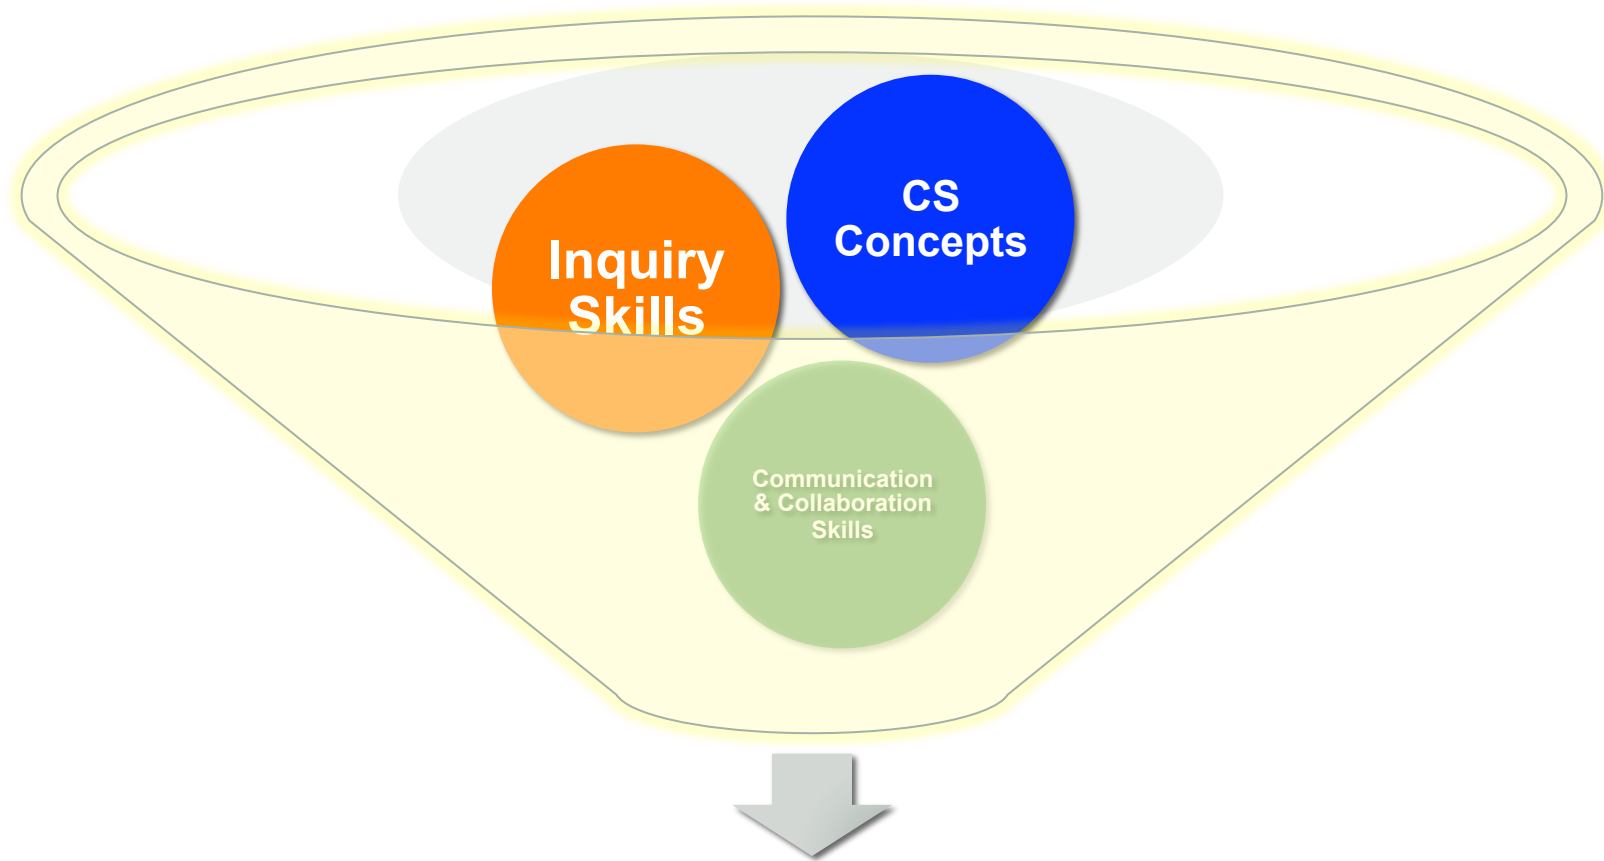 CS
Concepts
Inquiry
Skills
Communication
& Collaboration
Skills